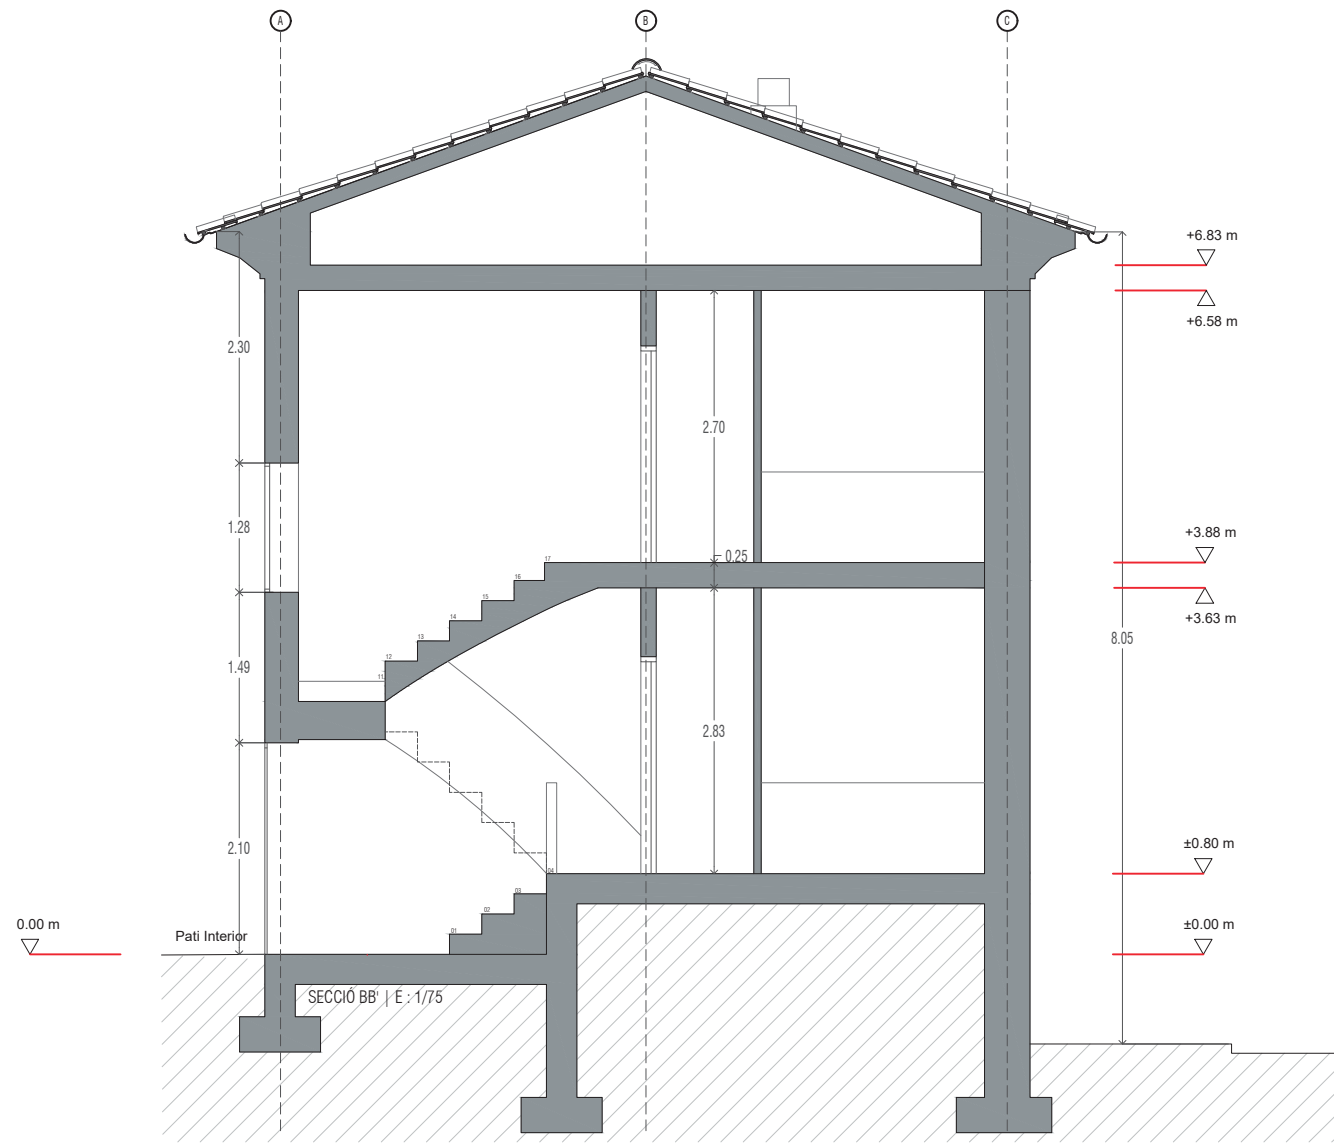 A
B
C
+6.83 m
+6.58 m
2.30
2.70
1.28
+3.88 m
0.25
+3.63 m
17
16
15
14
13
12
11
8.05
1.49
2.83
2.10
±0.80 m
04
03
02
01
0.00 m
Pati Interior
±0.00 m
SECCIÓ BB' | E : 1/75